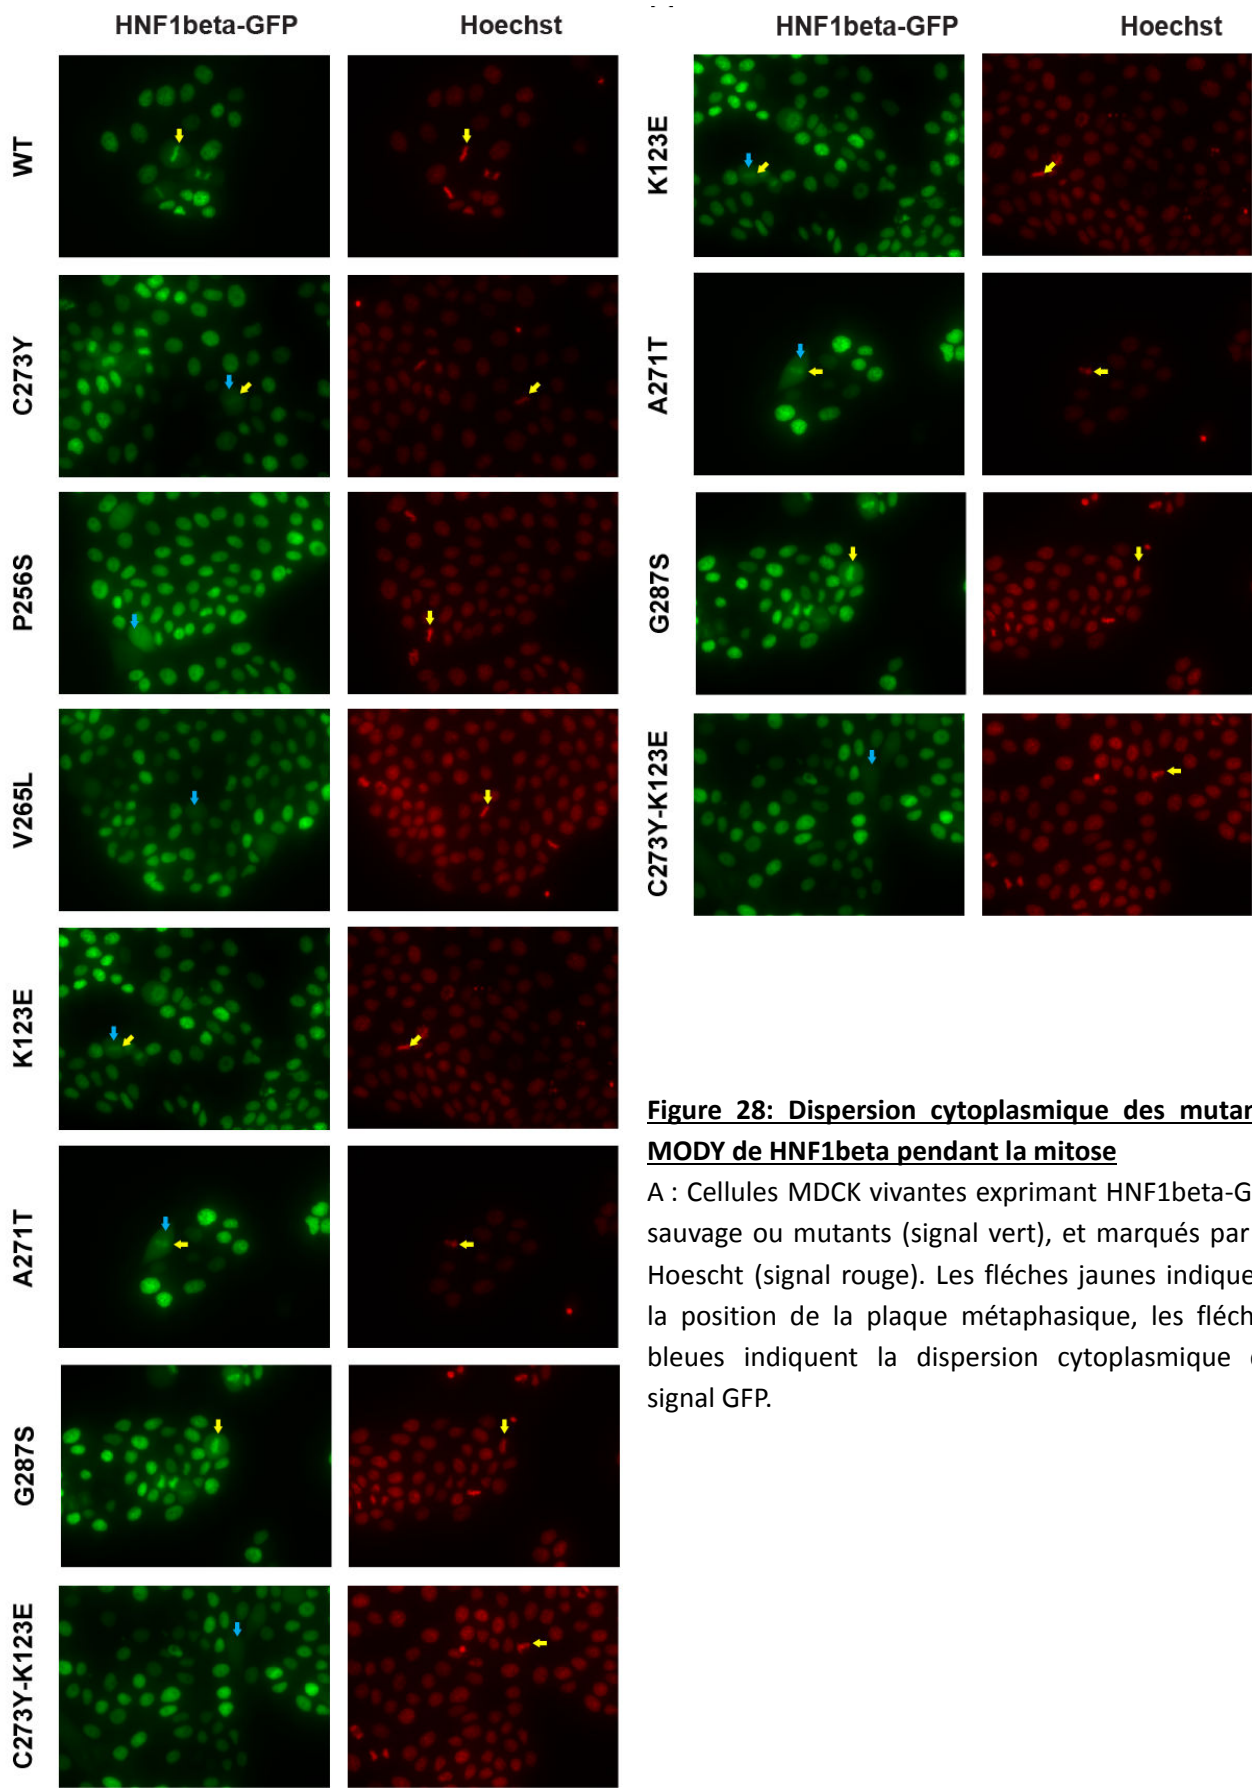 HNF1beta-GFP Hoechst
WT
C273Y
P256S
V265L
K123E
A271T
G287S
C273Y-K123E
HNF1beta-GFP Hoechst
K123E
A271T
G287S
C273Y-K123E
Figure 28: Dispersion cytoplasmique des mutan
MODY de HNF1beta pendant la mitose
A : Cellules MDCK vivantes exprimant HNF1beta-G
sauvage ou mutants (signal vert), et marqués par
Hoescht (signal rouge). Les fléches jaunes indique
la position de la plaque métaphasique, les fléch
bleues indiquent la dispersion cytoplasmique
signal GFP.